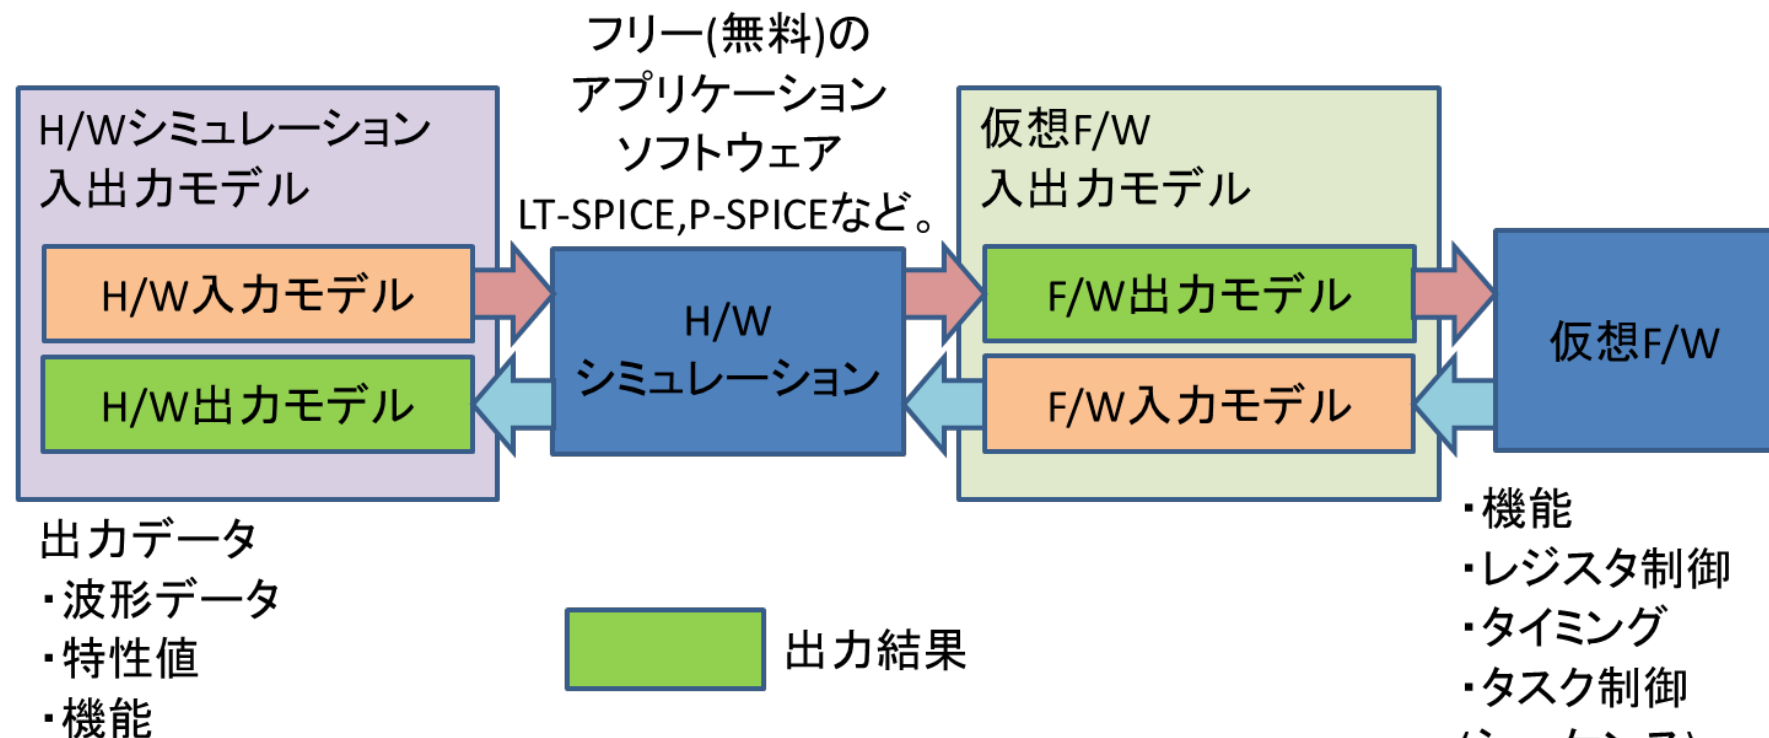 フリー(無料)の
アプリケーション
ソフトウェア
LT-SPICE,P-SPICEなど。
H/Wシミュレーション
入出力モデル
H/W入力モデル
H/W出力モデル
H/W
シミュレーション
仮想F/W
入出力モデル
F/W出力モデル
F/W入力モデル
仮想F/W
出力データ
・波形データ
・特性値
・機能
出力結果
・機能
・レジスタ制御
・タイミング
・タスク制御